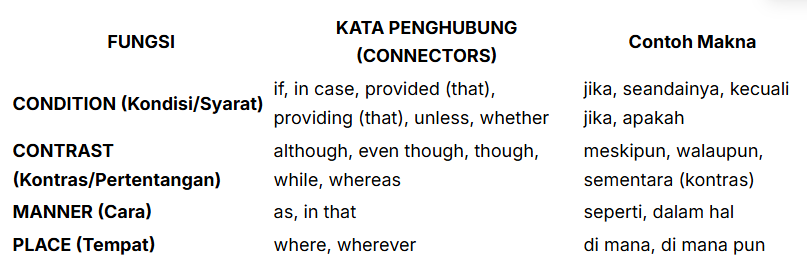 FUNGSI
KATA PENGHUBUNG
(CONNECTORS)
Contoh Makna
CONDITION (Kondisi/Syarat)
if, in case, provided (that),
providing (that), unless, whether
jika, seandainya, kecuali
jika, apakah
CONTRAST
(Kontras/Pertentangan)
although, even though, though,
while, whereas
meskipun, walaupun,
sementara (kontras)
MANNER (Cara)
as, in that
seperti, dalam hal
PLACE (Tempat)
where, wherever
di mana, di mana pun